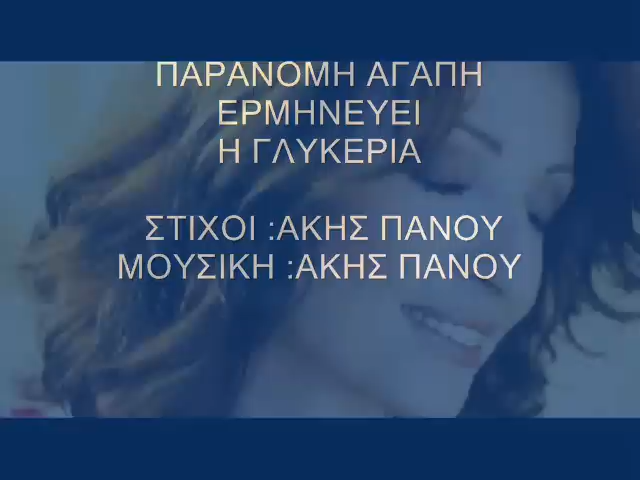 ΠΑΡΑΝΟΜΗ ΑΓΑΠΗ
ΕΡΜΗΝΕΥΕΙ
Η ΓΛΥΚΕΡΙΑ
ΣΤΙΧΟΙ :ΑΚΗΣ ΠΑΝΟΥ
ΜΟΥΣΙΚΗ :ΑΚΗΣ ΠΑΝΟΥ